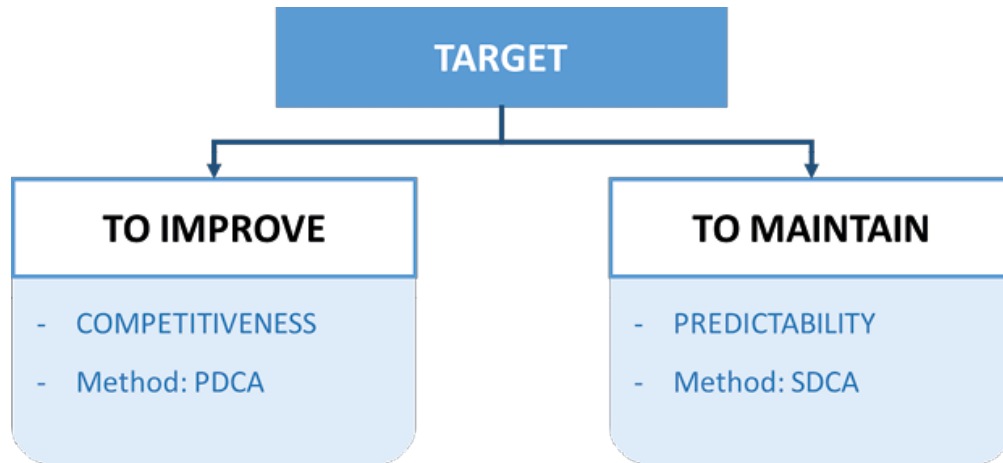 TARGET
TO IMPROVE
- COMPETITIVENESS
- Method: PDCA
TO MAINTAIN
- PREDICTABILITY
- Method: SDCA